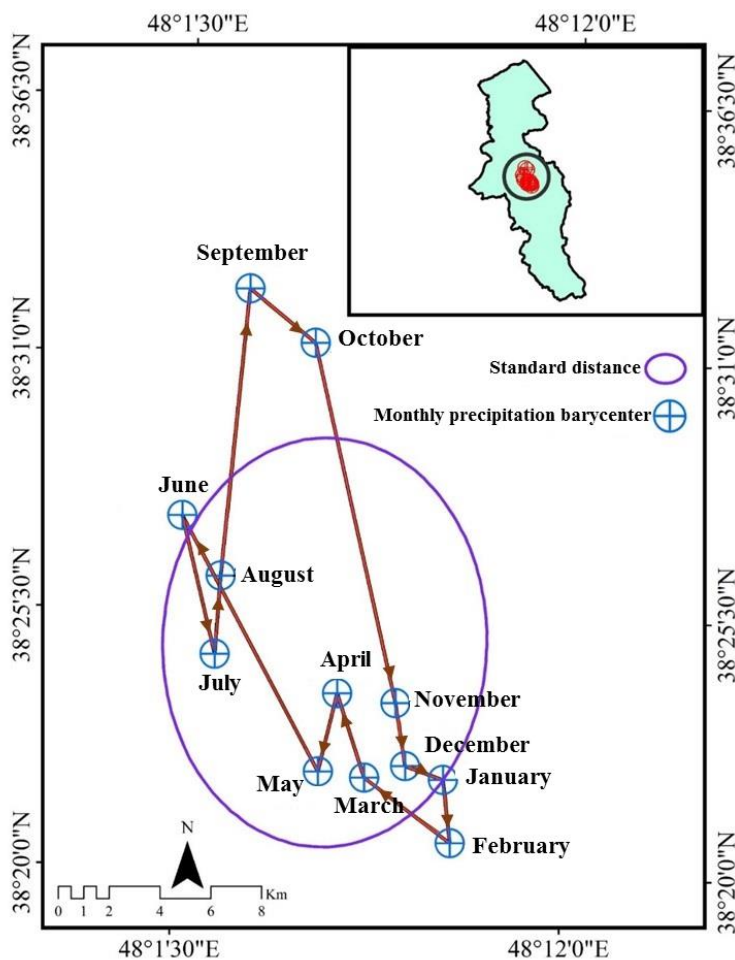 48°1'30"N
48°12'0"N
38°36'30"N
38°36'30"N
September
October
38°31'0"N
38°31'0"N
Standard distance
Monthly precipitation barycenter
June
August
38°25'30"N
38°25'30"N
July
April
November
December
May
March
January
February
38°20'0"N
38°20'0"N
N
Km
0 1 2 4 6 8
48°1'30"E
48°12'0"E